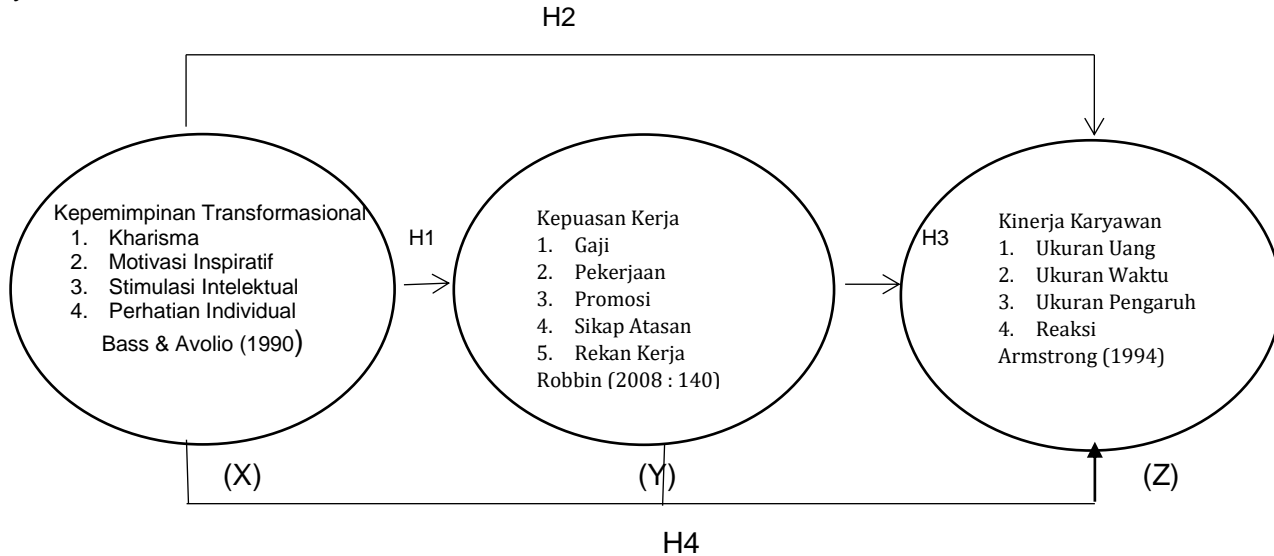 H2
Kepemimpinan Transformasional
1. Kharisma
2. Motivasi Inspiratif
3. Stimulasi Intelektual
4. Perhatian Individual
Bass & Avolio (1990)
H1
Kepuasan Kerja
1. Gaji
2. Pekerjaan
3. Promosi
4. Sikap Atasan
5. Rekan Kerja
Robbin (2008 : 140)
H3
Kinerja Karyawan
1. Ukuran Uang
2. Ukuran Waktu
3. Ukuran Pengaruh
4. Reaksi
Armstrong (1994)
(X)
(Y)
(Z)
H4